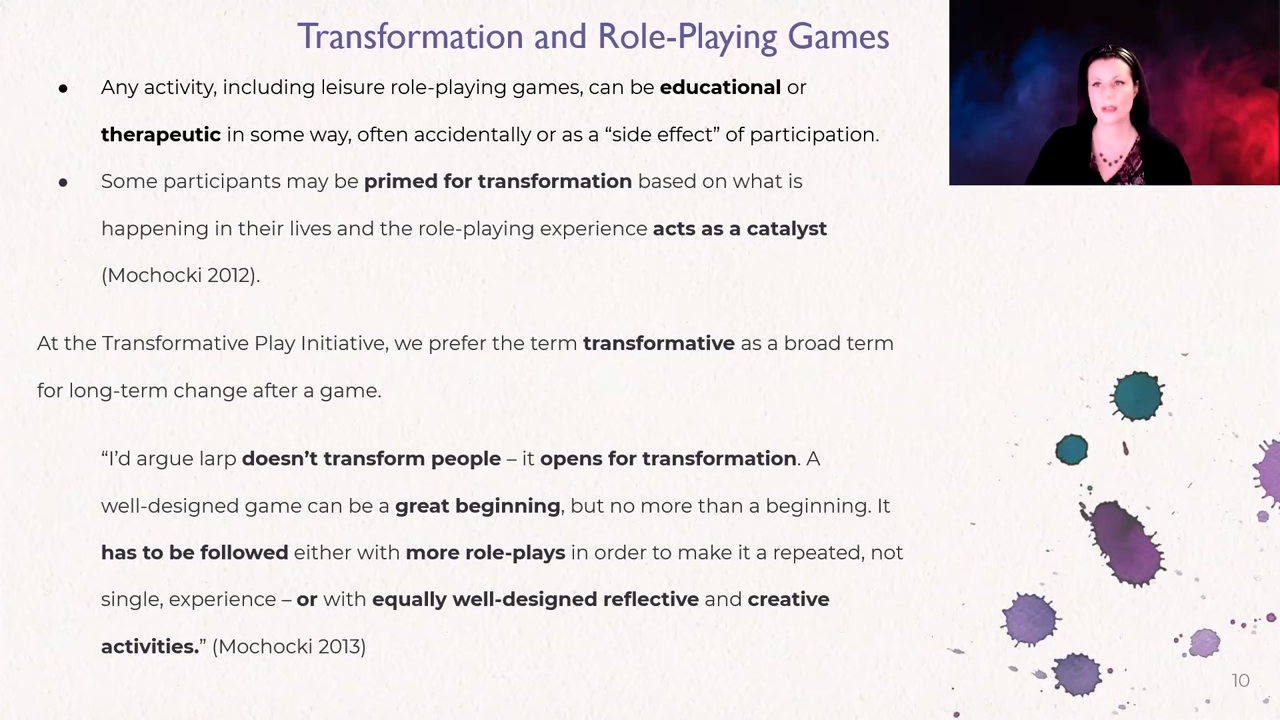 Transformation and Role-Playing Games
● Any activity, including leisure role-playing games, can be educational or
therapeutic in some way, often accidentally or as a “side effect” of participation.
● Some participants may be primed for transformation based on what is
happening in their lives and the role-playing experience acts as a catalyst
(Mochocki 2012).
At the Transformative Play Initiative, we prefer the term transformative as a broad term
for long-term change after a game.
“I’d argue larp doesn’t transform people – it opens for transformation. A
well-designed game can be a great beginning, but no more than a beginning. It
has to be followed either with more role-plays in order to make it a repeated, not
single, experience – or with equally well-designed reflective and creative
activities.” (Mochocki 2013)
10